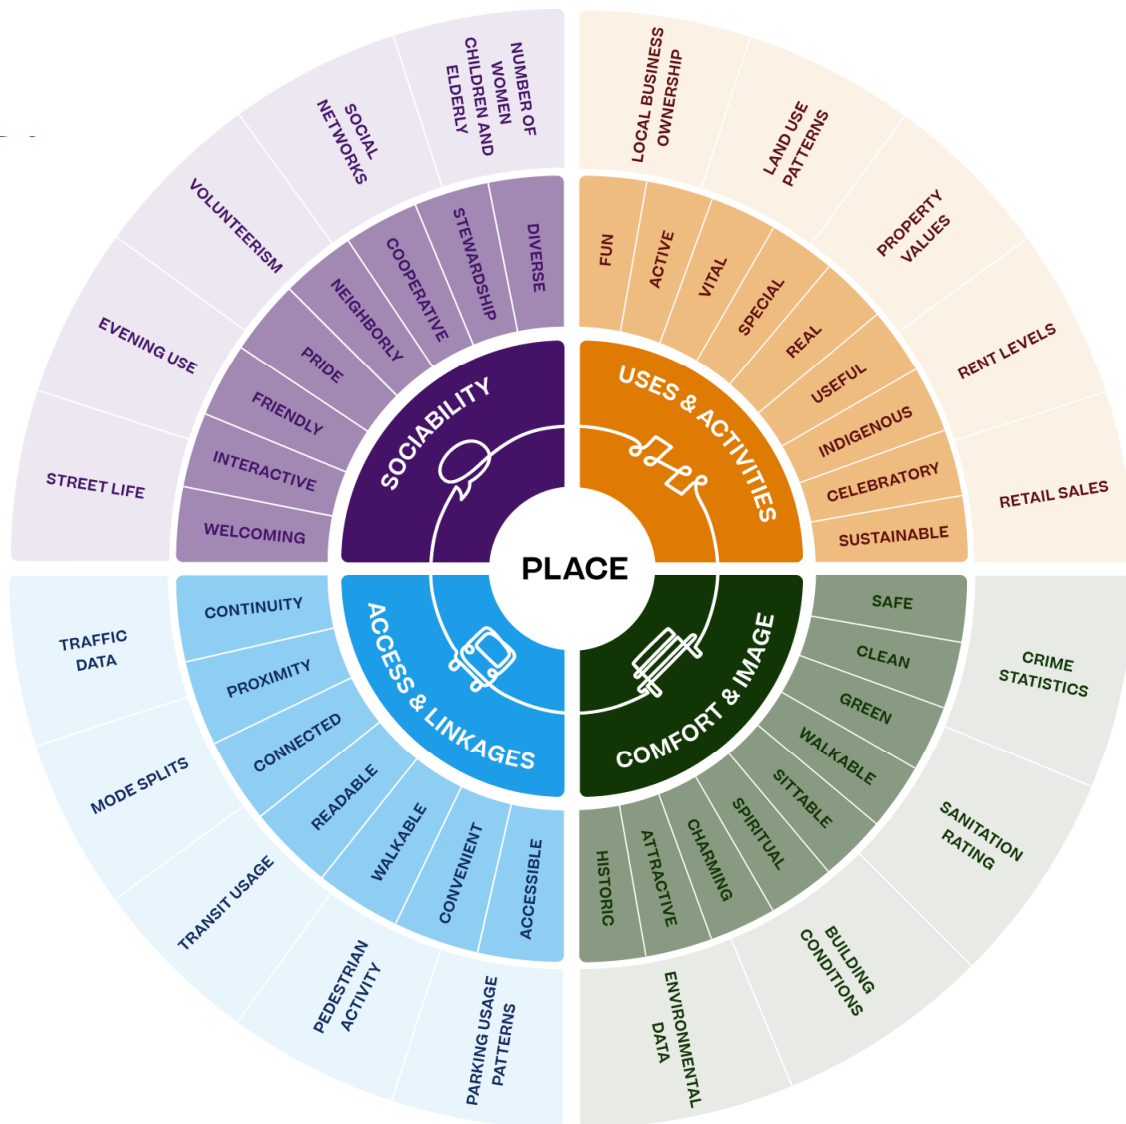 PLACE
SOCIABILITY
USES & ACTIVITIES
ACCESS & LINKAGES
COMFORT & IMAGE
DIVERSE
STEWARDSHIP
COOPERATIVE
NEIGHBORLY
PRIDE
FRIENDLY
INTERACTIVE
WELCOMING
NUMBER OF
WOMEN
CHILDREN AND
ELDERLY
SOCIAL
NETWORKS
VOLUNTEERISM
EVENING USE
STREET LIFE
FUN
ACTIVE
VITAL
SPECIAL
REAL
USEFUL
INDIGENOUS
CELEBRATORY
SUSTAINABLE
LOCAL BUSINESS
OWNERSHIP
LAND USE
PATTERNS
PROPERTY
VALUES
RENT LEVELS
RETAIL SALES
SAFE
CLEAN
GREEN
WALKABLE
SITTABLE
SPIRITUAL
CHARMING
ATTRACTIVE
HISTORIC
CRIME
STATISTICS
SANITATION
RATING
BUILDING
CONDITIONS
ENVIRONMENTAL
DATA
CONTINUITY
PROXIMITY
CONNECTED
READABLE
WALKABLE
CONVENIENT
ACCESSIBLE
TRAFFIC
DATA
MODE SPLITS
TRANSIT USAGE
PEDESTRIAN
ACTIVITY
PARKING USAGE
PATTERNS